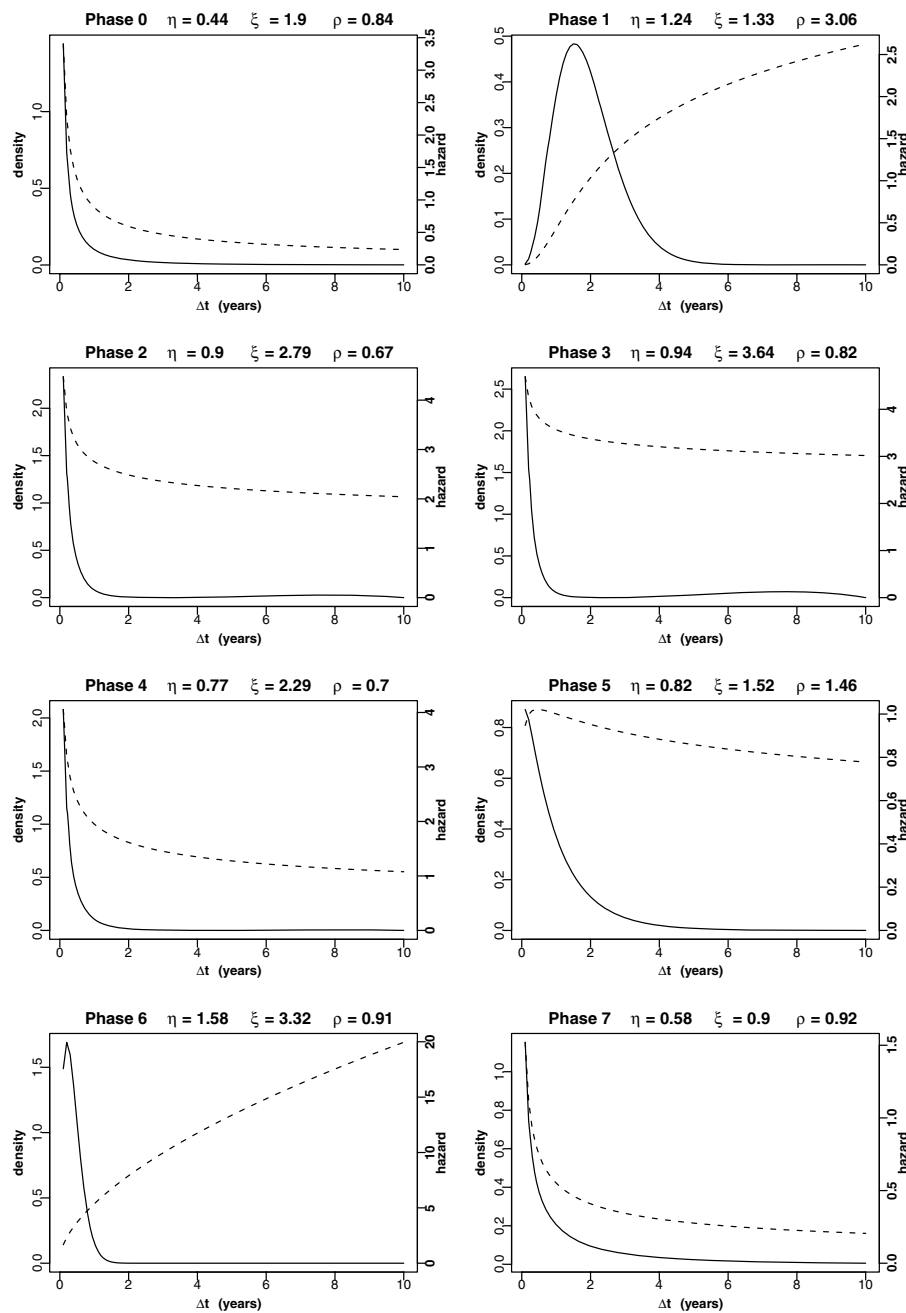 Phase 0 η = 0.44 ξ = 1.9 ρ = 0.84
density
0.0 0.5 1.0
hazard
0.0 0.5 1.0 1.5 2.0 2.5 3.0 3.5
0 2 4 6 8 10
Δt (years)
Phase 1 η = 1.24 ξ = 1.33 ρ = 3.06
density
0.0 0.1 0.2 0.3 0.4 0.5
hazard
0.0 0.5 1.0 1.5 2.0 2.5
0 2 4 6 8 10
Δt (years)
Phase 2 η = 0.9 ξ = 2.79 ρ = 0.67
density
0.0 0.5 1.0 1.5 2.0
hazard
0 1 2 3 4
0 2 4 6 8 10
Δt (years)
Phase 3 η = 0.94 ξ = 3.64 ρ = 0.82
density
0.0 0.5 1.0 1.5 2.0 2.5
hazard
0 1 2 3 4
0 2 4 6 8 10
Δt (years)
Phase 4 η = 0.77 ξ = 2.29 ρ = 0.7
density
0.0 0.5 1.0 1.5 2.0
hazard
0 1 2 3 4
0 2 4 6 8 10
Δt (years)
Phase 5 η = 0.82 ξ = 1.52 ρ = 1.46
density
0.0 0.2 0.4 0.6 0.8
hazard
0.0 0.2 0.4 0.6 0.8 1.0
0 2 4 6 8 10
Δt (years)
Phase 6 η = 1.58 ξ = 3.32 ρ = 0.91
density
0.0 0.5 1.0 1.5
hazard
0 5 10 15 20
0 2 4 6 8 10
Δt (years)
Phase 7 η = 0.58 ξ = 0.9 ρ = 0.92
density
0.0 0.2 0.4 0.6 0.8 1.0
hazard
0.0 0.5 1.0 1.5
0 2 4 6 8 10
Δt (years)